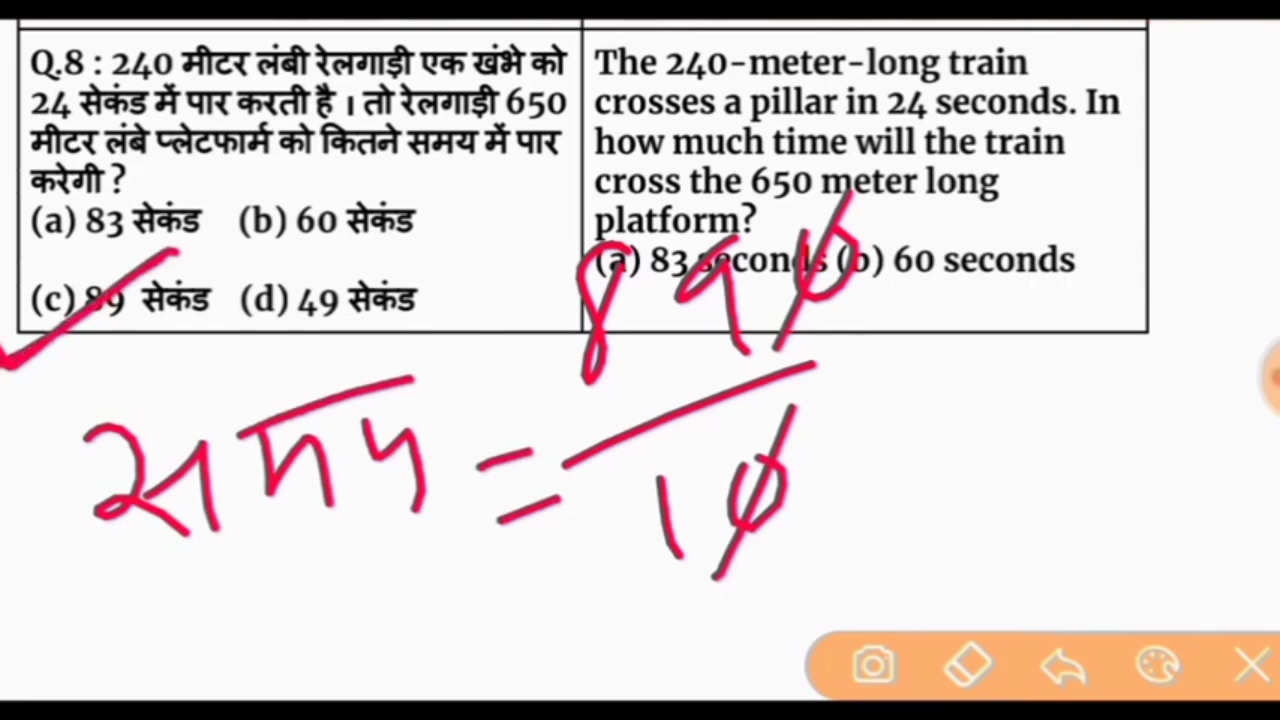 Q.8 : 240 मीटर लंबी रेलगाड़ी एक खंभे को
24 सेकंड में पार करती है । तो रेलगाड़ी 650
मीटर लंबे प्लेटफार्म को कितने समय में पार
करेगी ?
(a) 83 सेकंड (b) 60 सेकंड
(c) 89 सेकंड (d) 49 सेकंड
The 240-meter-long train
crosses a pillar in 24 seconds. In
how much time will the train
cross the 650 meter long
platform?
(a) 83 seconds (b) 60 seconds
समय = 890
10